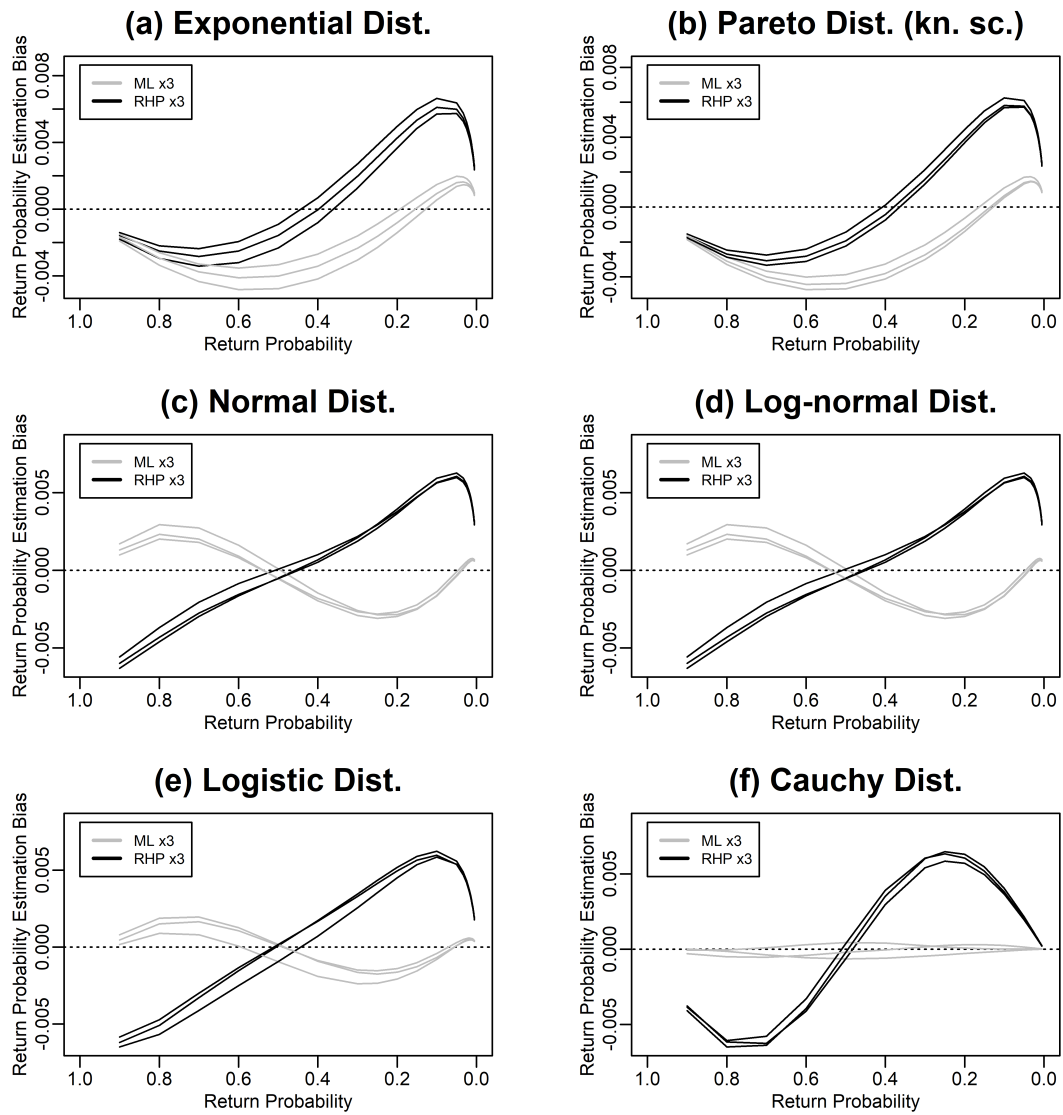 (a) Exponential Dist.
Return Probability Estimation Bias
0.008
0.004
0.000
-0.004
ML x3
RHP x3
1.0 0.8 0.6 0.4 0.2 0.0
Return Probability
(b) Pareto Dist. (kn. sc.)
Return Probability Estimation Bias
0.008
0.004
0.000
-0.004
ML x3
RHP x3
1.0 0.8 0.6 0.4 0.2 0.0
Return Probability
(c) Normal Dist.
Return Probability Estimation Bias
0.005
0.000
-0.005
ML x3
RHP x3
1.0 0.8 0.6 0.4 0.2 0.0
Return Probability
(d) Log-normal Dist.
Return Probability Estimation Bias
0.005
0.000
-0.005
ML x3
RHP x3
1.0 0.8 0.6 0.4 0.2 0.0
Return Probability
(e) Logistic Dist.
Return Probability Estimation Bias
0.005
0.000
-0.005
ML x3
RHP x3
1.0 0.8 0.6 0.4 0.2 0.0
Return Probability
(f) Cauchy Dist.
Return Probability Estimation Bias
0.005
0.000
-0.005
ML x3
RHP x3
1.0 0.8 0.6 0.4 0.2 0.0
Return Probability